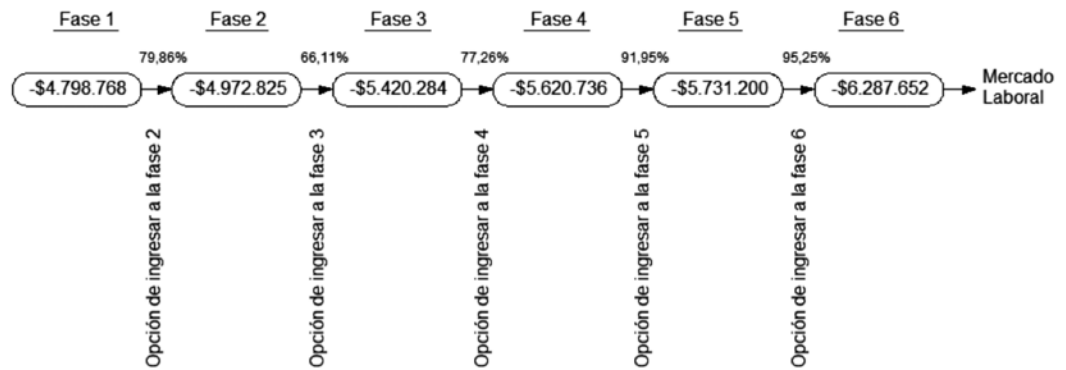 Fase 1
Fase 2
Fase 3
Fase 4
Fase 5
Fase 6
79,86%
66,11%
77,26%
91,95%
95,25%
-$4.798.768
-$4.972.825
-$5.420.284
-$5.620.736
-$5.731.200
-$6.287.652
Mercado
Laboral
Opción de ingresar a la fase 2
Opción de ingresar a la fase 3
Opción de ingresar a la fase 4
Opción de ingresar a la fase 5
Opción de ingresar a la fase 6